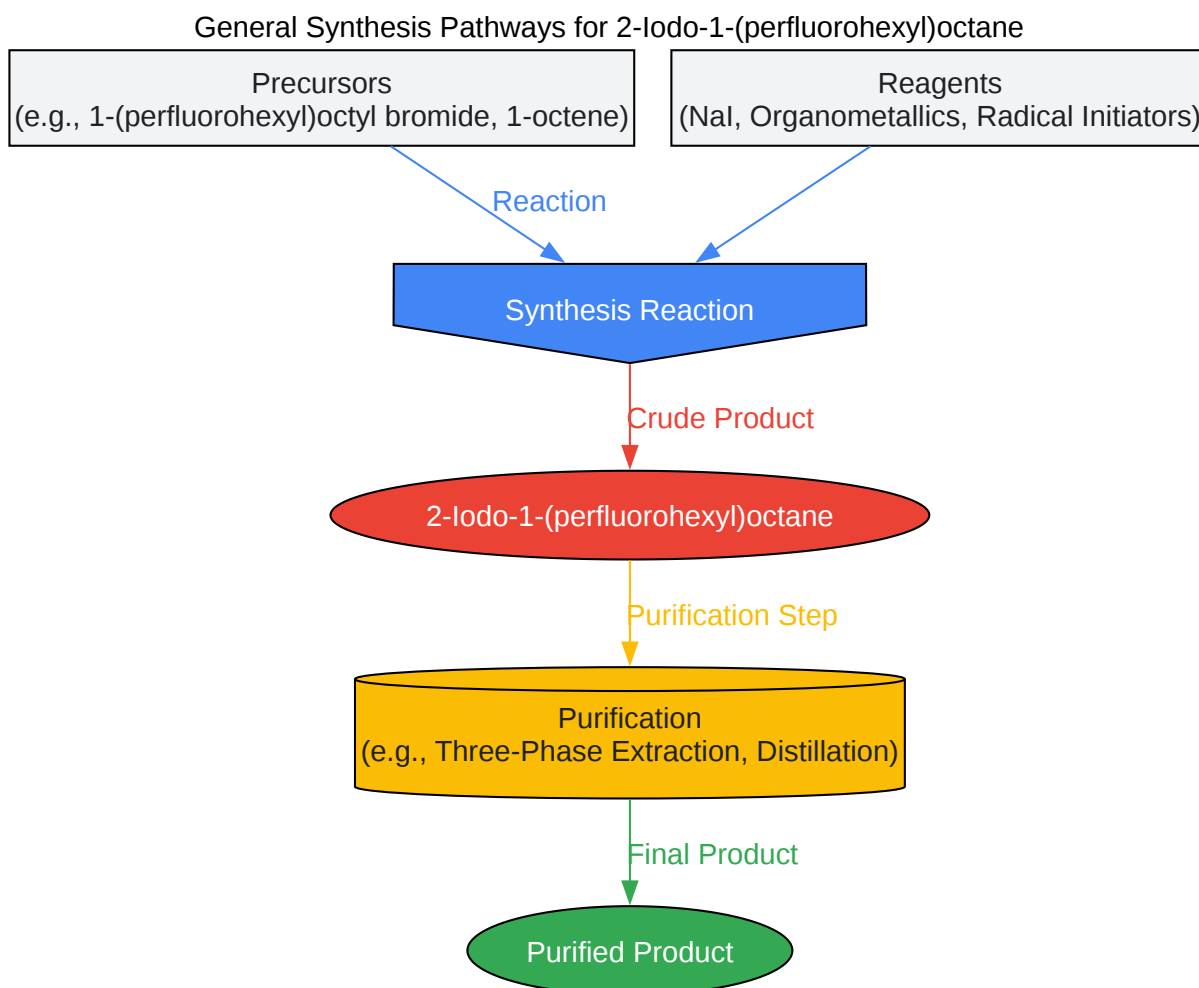 General Synthesis Pathways for 2-Iodo-1-(perfluorohexyl)octane
Precursors
(e.g., 1-(perfluorohexyl)octyl bromide, 1-octene)
Reagents
(NaI, Organometallics, Radical Initiators)
Reaction
Synthesis Reaction
Crude Product
2-Iodo-1-(perfluorohexyl)octane
Purification Step
Purification
(e.g., Three-Phase Extraction, Distillation)
Final Product
Purified Product